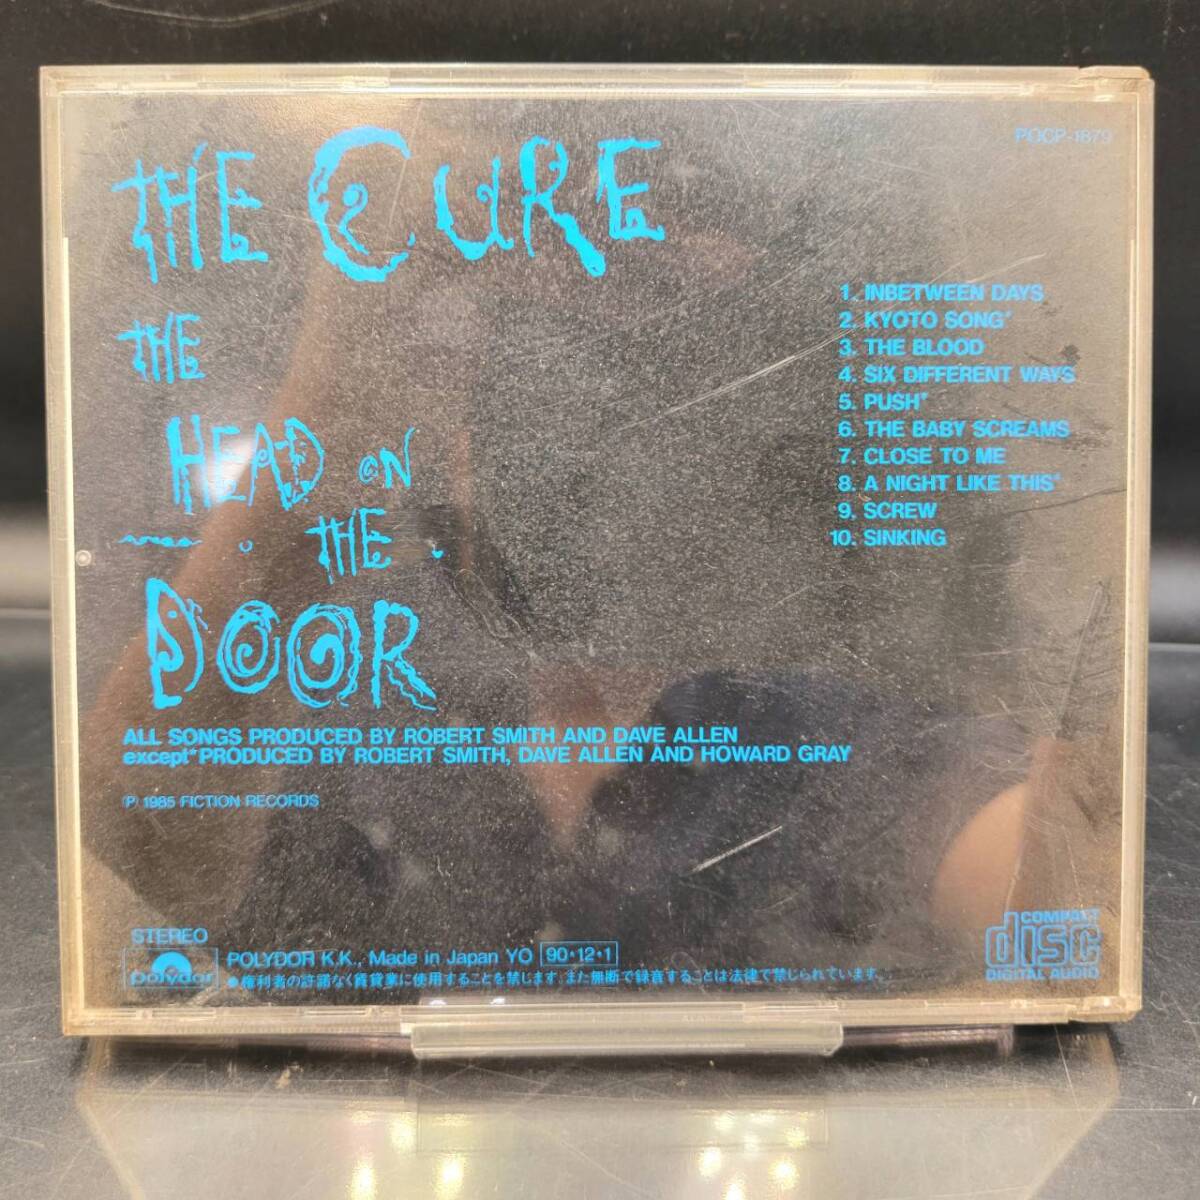 THE CURE
THE
HEAD ON
THE
DOOR
POCP-1879
1. INBETWEEN DAYS
2. KYOTO SONG*
3. THE BLOOD
4. SIX DIFFERENT WAYS
5. PUSH*
6. THE BABY SCREAMS
7. CLOSE TO ME
8. A NIGHT LIKE THIS*
9. SCREW
10. SINKING
ALL SONGS PRODUCED BY ROBERT SMITH AND DAVE ALLEN
except*PRODUCED BY ROBERT SMITH, DAVE ALLEN AND HOWARD GRAY
℗ 1985 FICTION RECORDS
STEREO
polydor
POLYDOR K.K., Made in Japan YO 90・12・1
●権利者の許諾なく賃貸業に使用することを禁じます。また無断で録音することは法律で禁じられています。
COMPACT
disc
DIGITAL AUDIO